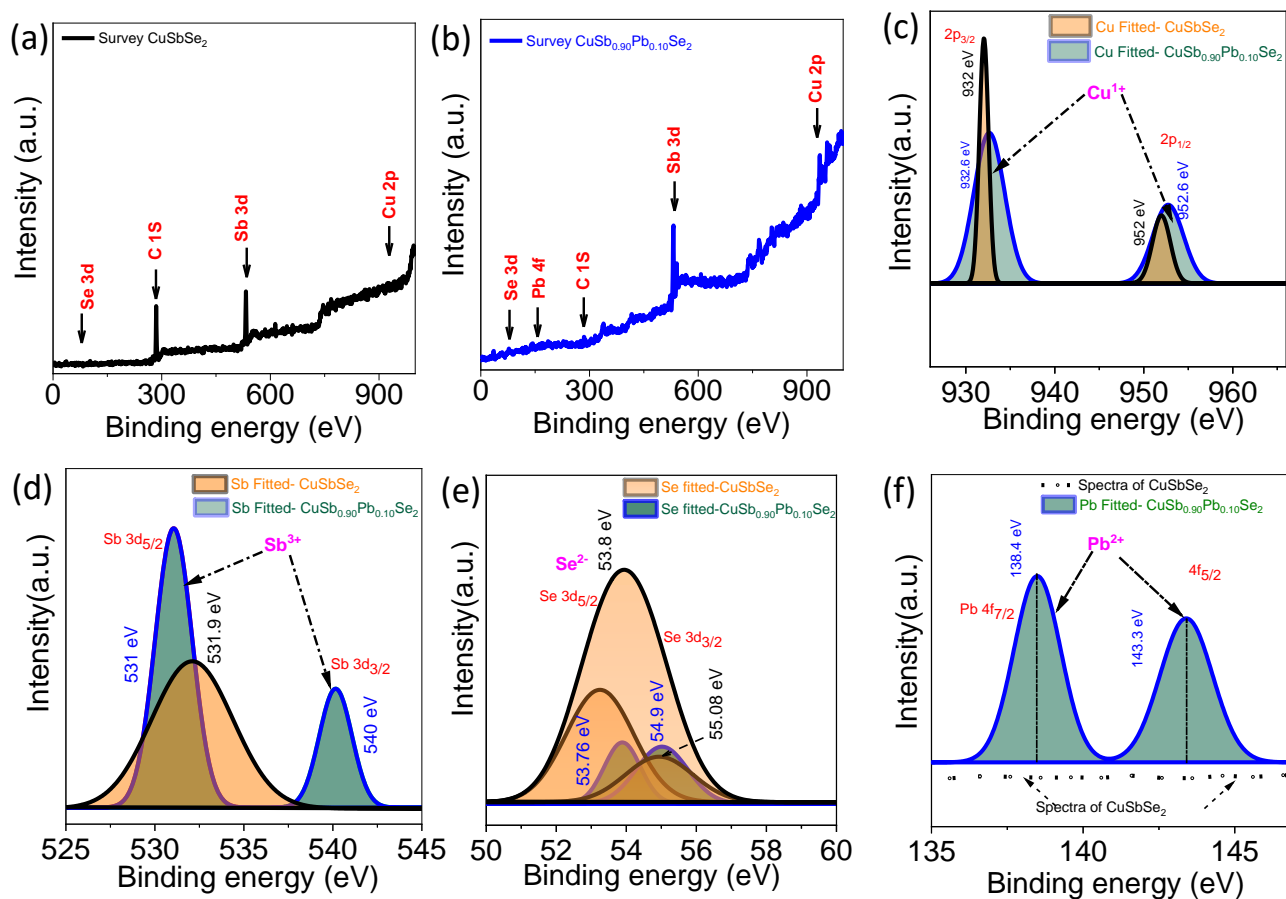 (a)
Survey CuSbSe₂
Se 3d
C 1S
Sb 3d
Cu 2p
Intensity (a.u.)
0 300 600 900
Binding energy (eV)
(b)
Survey CuSb₀.₉₀Pb₀.₁₀Se₂
Se 3d
Pb 4f
C 1S
Sb 3d
Cu 2p
Intensity (a.u.)
0 300 600 900
Binding energy (eV)
(c)
Cu Fitted- CuSbSe₂
Cu Fitted- CuSb₀.₉₀Pb₀.₁₀Se₂
2p₃/₂
932 eV
932.6 eV
Cu¹⁺
2p₁/₂
952 eV
952.6 eV
Intensity(a.u.)
930 940 950 960
Binding energy (eV)
(d)
Sb Fitted- CuSbSe₂
Sb Fitted- CuSb₀.₉₀Pb₀.₁₀Se₂
Sb 3d₅/₂
Sb³⁺
531 eV
531.9 eV
Sb 3d₃/₂
540 eV
Intensity(a.u.)
525 530 535 540 545
Binding energy (eV)
(e)
Se fitted-CuSbSe₂
Se fitted-CuSb₀.₉₀Pb₀.₁₀Se₂
53.8 eV
Se²⁻
Se 3d₅/₂
Se 3d₃/₂
53.76 eV
54.9 eV
55.08 eV
Intensity(a.u.)
50 52 54 56 58 60
Binding energy (eV)
(f)
Spectra of CuSbSe₂
Pb Fitted- CuSb₀.₉₀Pb₀.₁₀Se₂
138.4 eV
Pb²⁺
Pb 4f₇/₂
4f₅/₂
143.3 eV
Spectra of CuSbSe₂
Intensity(a.u.)
135 140 145
Binding energy (eV)